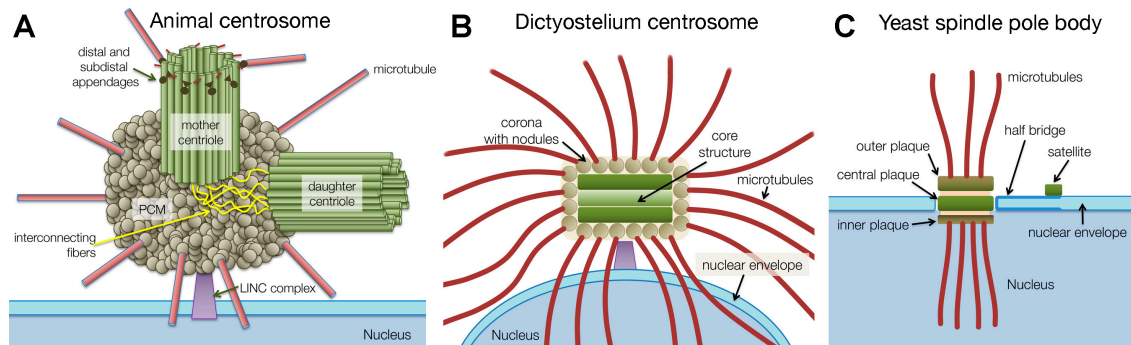 A
Animal centrosome
distal and
subdistal
appendages
microtubule
mother
centriole
daughter
centriole
PCM
interconnecting
fibers
LINC complex
Nucleus
B
Dictyostelium centrosome
corona
with nodules
core
structure
microtubules
nuclear envelope
Nucleus
C
Yeast spindle pole body
microtubules
half bridge
outer plaque
satellite
central plaque
inner plaque
nuclear envelope
Nucleus